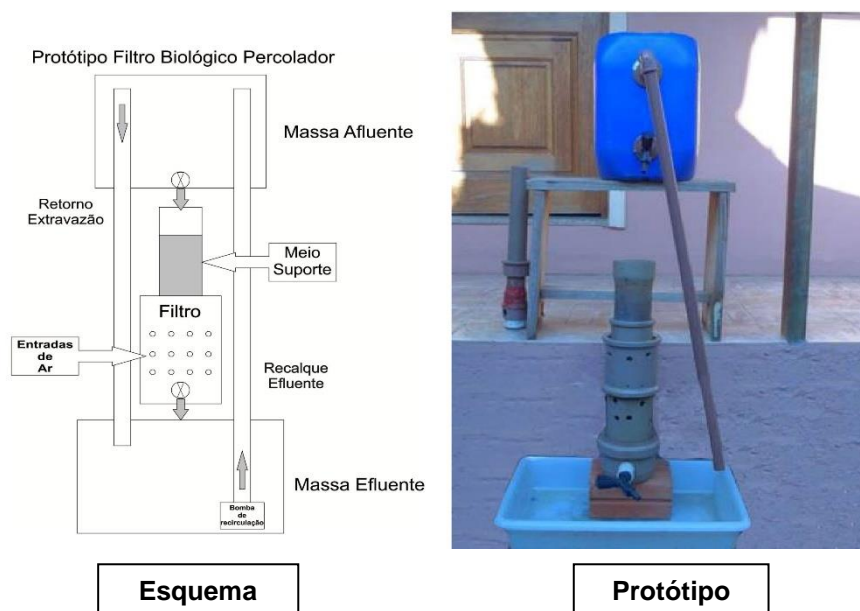 Protótipo Filtro Biológico Percolador
Massa Afluente
Retorno
Extravazão
Meio
Suporte
Filtro
Entradas
de
Ar
Recalque
Efluente
Massa Efluente
Bomba
de
recirculação
Esquema
Protótipo